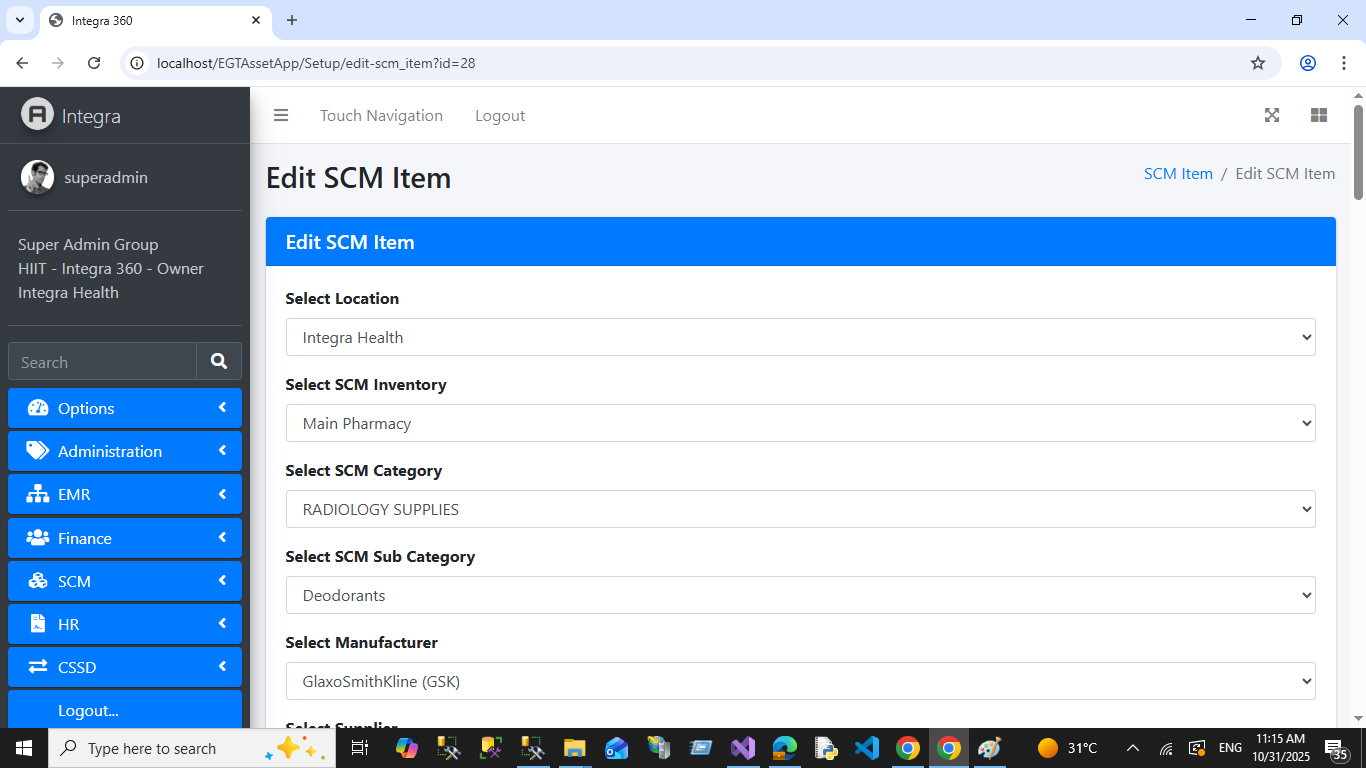 Integra 360
localhost/EGTAssetApp/Setup/edit-scm_item?id=28
Integra
Touch Navigation
Logout
superadmin
Super Admin Group
HIIT - Integra 360 - Owner
Integra Health
Search
Options
Administration
EMR
Finance
SCM
HR
CSSD
Logout...
Edit SCM Item
SCM Item / Edit SCM Item
Edit SCM Item
Select Location
Integra Health
Select SCM Inventory
Main Pharmacy
Select SCM Category
RADIOLOGY SUPPLIES
Select SCM Sub Category
Deodorants
Select Manufacturer
GlaxoSmithKline (GSK)
Select Supplier
Type here to search
31°C
ENG
11:15 AM
10/31/2025
35